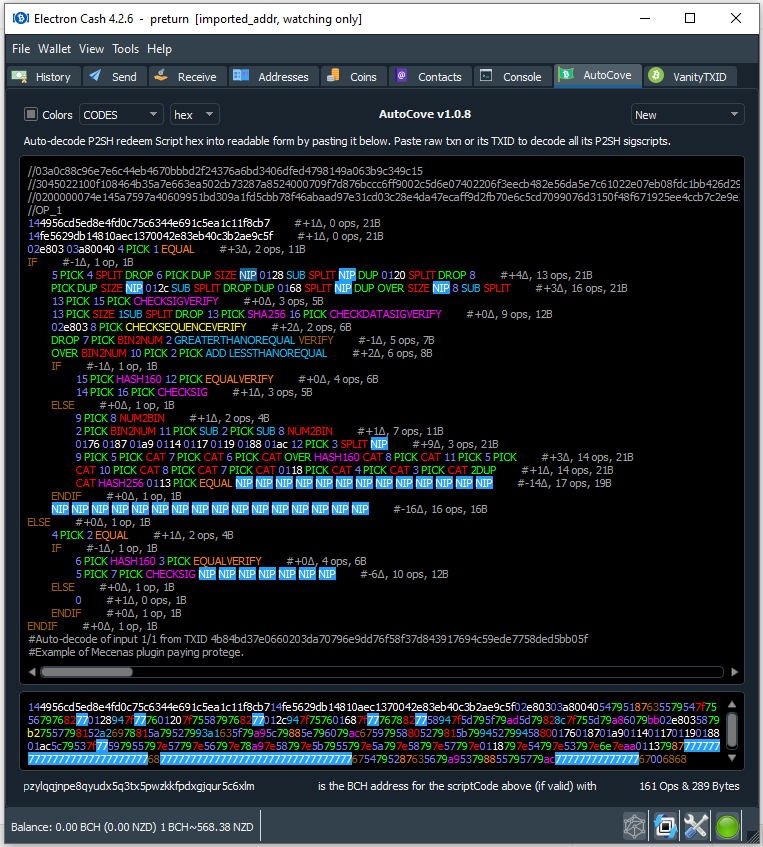 Electron Cash 4.2.6 - preturn [imported_addr, watching only]
File Wallet View Tools Help
History Send Receive Addresses Coins Contacts Console AutoCove VanityTXID
Colors CODES hex AutoCove v1.0.8 New
Auto-decode P2SH redeem Script hex into readable form by pasting it below. Paste raw txn or its TXID to decode all its P2SH sigscripts.
//03a0c88c96e7e6c44eb4670bbbd2f24376a6bd3406dfed4798149a063b9c349c15
//3045022100f108464b35a7e663ea502cb73287a8524000709f7d876bccc6ff9002c5d6e07402206f3eecb482e56da5e7c61022e07eb08fdc1bb426d29
//0200000074e145a7597a40609951bd309a1fd5cbb78f46abaad97e31cd03c28e4da47ecaff9d2fb70e6c5cd7099076d3150f48f671925ee4ccb7c2e9e
//OP_1
144956cd5ed8e4fd0c75c6344e691c5ea1c11f8cb7 #+1Δ, 0 ops, 21B
14fe5629db14810aec1370042e83eb40c3b2ae9c5f #+1Δ, 0 ops, 21B
02e803 03a80040 4 PICK 1 EQUAL #+3Δ, 2 ops, 11B
IF #-1Δ, 1 op, 1B
5 PICK 4 SPLIT DROP 6 PICK DUP SIZE NIP 0128 SUB SPLIT NIP DUP 0120 SPLIT DROP 8 #+4Δ, 13 ops, 21B
PICK DUP SIZE NIP 012c SUB SPLIT DROP DUP 0168 SPLIT NIP DUP OVER SIZE NIP 8 SUB SPLIT #+3Δ, 16 ops, 21B
13 PICK 15 PICK CHECKSIGVERIFY #+0Δ, 3 ops, 5B
13 PICK SIZE 1SUB SPLIT DROP 13 PICK SHA256 16 PICK CHECKDATASIGVERIFY #+0Δ, 9 ops, 12B
02e803 8 PICK CHECKSEQUENCEVERIFY #+2Δ, 2 ops, 6B
DROP 7 PICK BIN2NUM 2 GREATERTHANOREQUAL VERIFY #-1Δ, 5 ops, 7B
OVER BIN2NUM 10 PICK 2 PICK ADD LESSTHANOREQUAL #+2Δ, 6 ops, 8B
IF #-1Δ, 1 op, 1B
15 PICK HASH160 12 PICK EQUALVERIFY #+0Δ, 4 ops, 6B
14 PICK 16 PICK CHECKSIG #+1Δ, 3 ops, 5B
ELSE #+0Δ, 1 op, 1B
9 PICK 8 NUM2BIN #+1Δ, 2 ops, 4B
2 PICK BIN2NUM 11 PICK SUB 2 PICK SUB 8 NUM2BIN #+1Δ, 7 ops, 11B
0176 0187 01a9 0114 0117 0119 0188 01ac 12 PICK 3 SPLIT NIP #+9Δ, 3 ops, 21B
9 PICK 5 PICK CAT 7 PICK CAT 6 PICK CAT OVER HASH160 CAT 8 PICK CAT 11 PICK 5 PICK #+3Δ, 14 ops, 21B
CAT 10 PICK CAT 8 PICK CAT 7 PICK CAT 0118 PICK CAT 4 PICK CAT 3 PICK CAT 2DUP #+1Δ, 14 ops, 21B
CAT HASH256 0113 PICK EQUAL NIP NIP NIP NIP NIP NIP NIP NIP NIP NIP NIP NIP NIP #-14Δ, 17 ops, 19B
ENDIF #+0Δ, 1 op, 1B
NIP NIP NIP NIP NIP NIP NIP NIP NIP NIP NIP NIP NIP NIP NIP NIP #-16Δ, 16 ops, 16B
ELSE #+0Δ, 1 op, 1B
4 PICK 2 EQUAL #+1Δ, 2 ops, 4B
IF #-1Δ, 1 op, 1B
6 PICK HASH160 3 PICK EQUALVERIFY #+0Δ, 4 ops, 6B
5 PICK 7 PICK CHECKSIG NIP NIP NIP NIP NIP NIP NIP #-6Δ, 10 ops, 12B
ELSE #+0Δ, 1 op, 1B
0 #+1Δ, 0 ops, 1B
ENDIF #+0Δ, 1 op, 1B
ENDIF #+0Δ, 1 op, 1B
#Auto-decode of input 1/1 from TXID 4b84bd37e0660203da70796e9dd76f58f37d843917694c59ede7758ded5bb05f
#Example of Mecenas plugin paying protege.
144956cd5ed8e4fd0c75c6344e691c5ea1c11f8cb714fe5629db14810aec1370042e83eb40c3b2ae9c5f02e80303a8004054795187635579547f75
56797682770128947f777601207f755879768277012c947f757601687f777678827758947f5d795f79ad5d79828c7f755d79a86079bb02e8035879
b27557798152a26978815a79527993a1635f79a95c79885e796079ac67597958805279815b799452799458800176018701a90114011701190188
01ac5c79537f7759795579​7e57797e56797e78a97e58797e5b7955797e5a797e58797e57797e0118797e54797e53797e6e7eaa01137987777777
7777777777777777777768777777777777777777777777777777776754795287635679a95379885579​5779ac7777777777777767006868
pzylqqjnpe8qyudx5q3tx5pwzkkfpdxgjqur5c6xlm is the BCH address for the scriptCode above (if valid) with 161 Ops & 289 Bytes
Balance: 0.00 BCH (0.00 NZD) 1 BCH~568.38 NZD